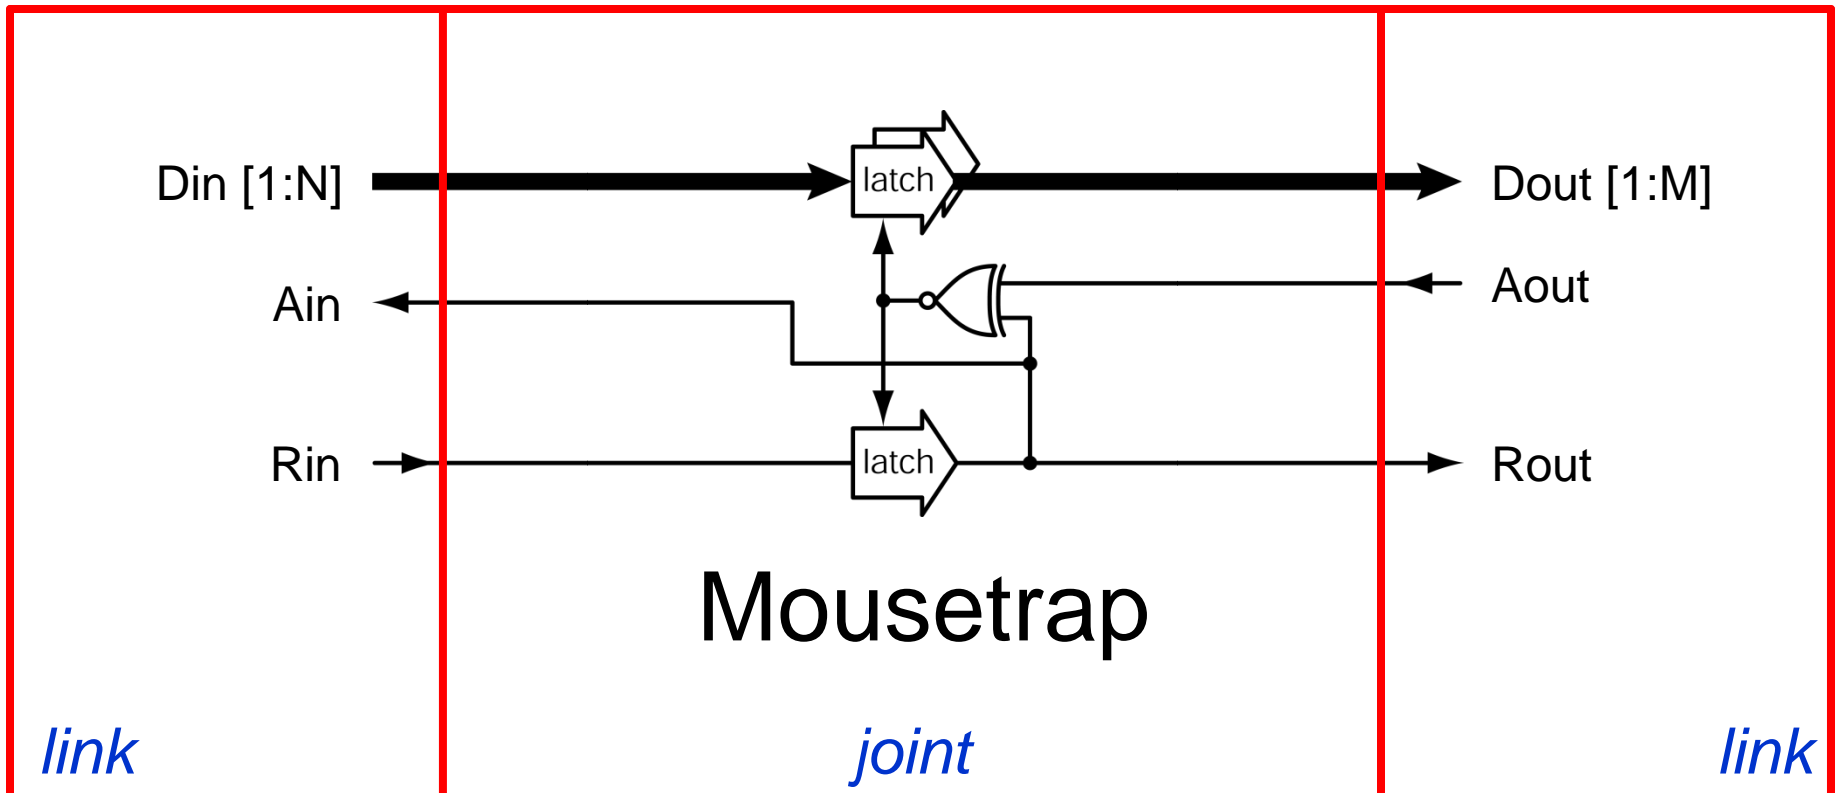 Din [1:N]
latch
Dout [1:M]
Ain
Aout
Rin
latch
Rout
Mousetrap
link
joint
link